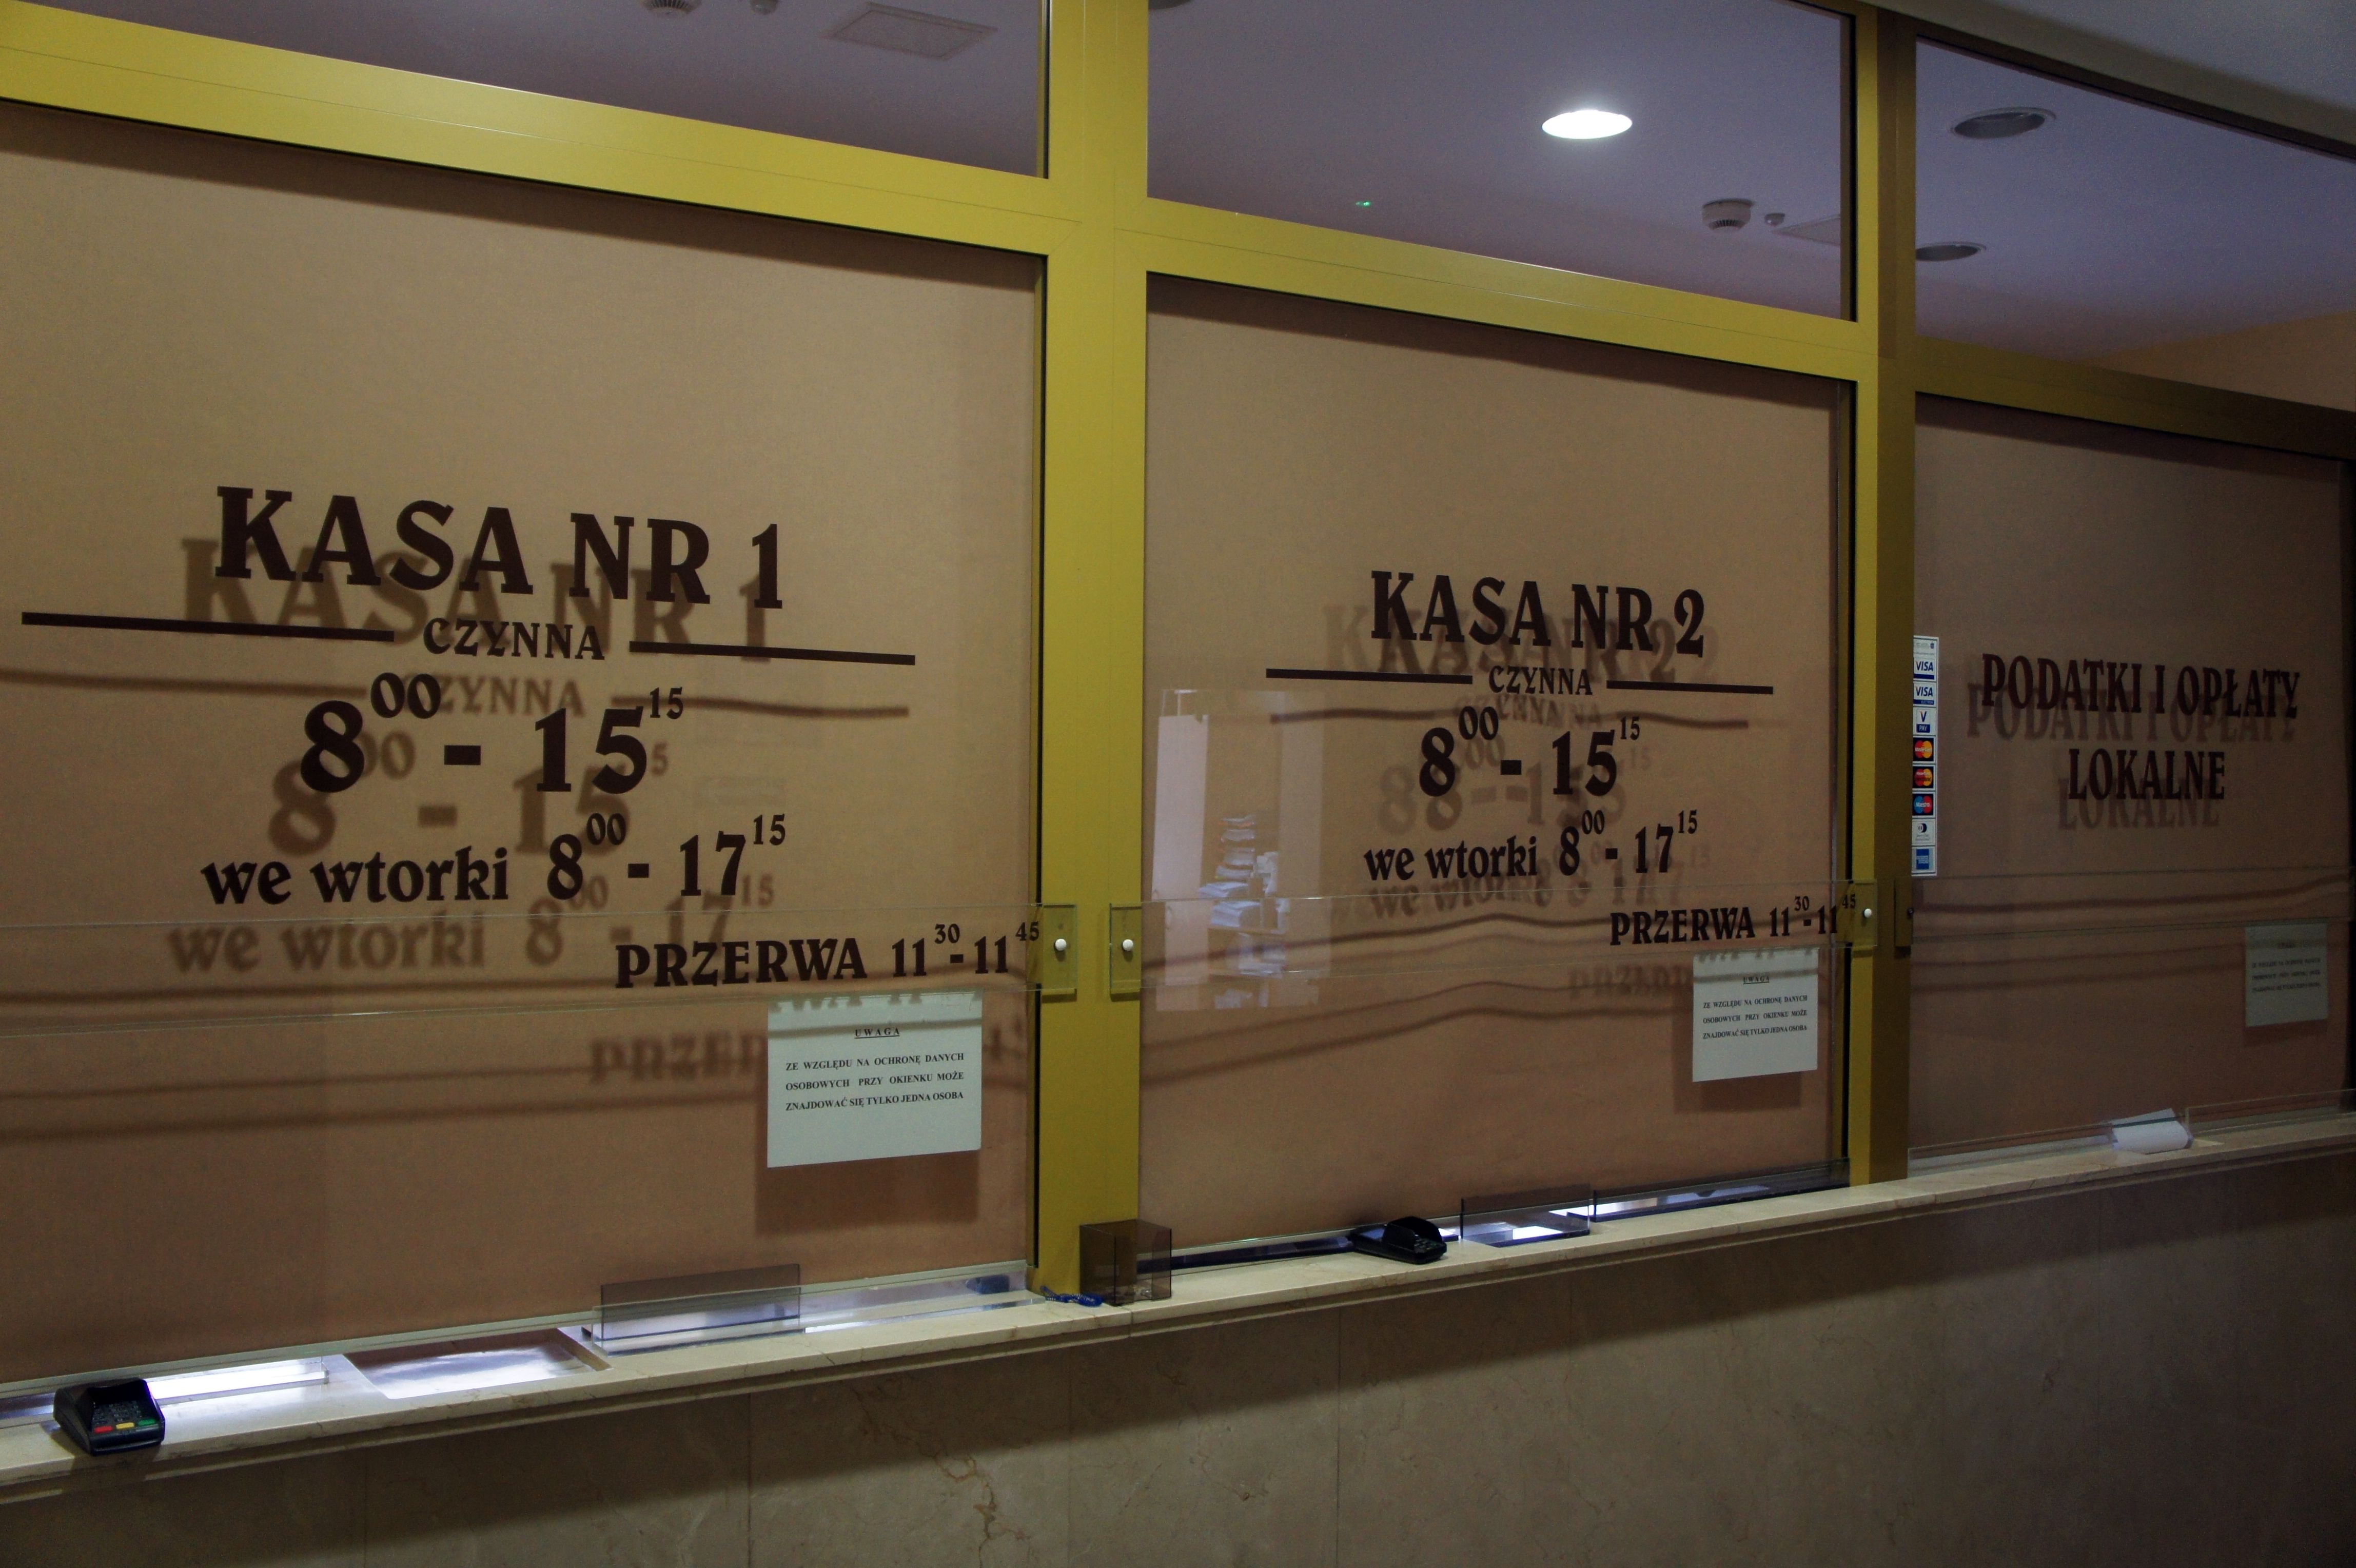 KASA NR 1
CZYNNA
8⁰⁰ - 15¹⁵
we wtorki 8⁰⁰ - 17¹⁵
PRZERWA 11³⁰ - 11⁴⁵
UWAGA
ZE WZGLĘDU NA OCHRONĘ DANYCH
OSOBOWYCH PRZY OKIENKU MOŻE
ZNAJDOWAĆ SIĘ TYLKO JEDNA OSOBA
KASA NR 2
CZYNNA
8⁰⁰ - 15¹⁵
we wtorki 8⁰⁰ - 17¹⁵
PRZERWA 11³⁰ - 11⁴⁵
UWAGA
ZE WZGLĘDU NA OCHRONĘ DANYCH
OSOBOWYCH PRZY OKIENKU MOŻE
ZNAJDOWAĆ SIĘ TYLKO JEDNA OSOBA
VISA
VISA
V
PAY
PODATKI I OPŁATY
LOKALNE